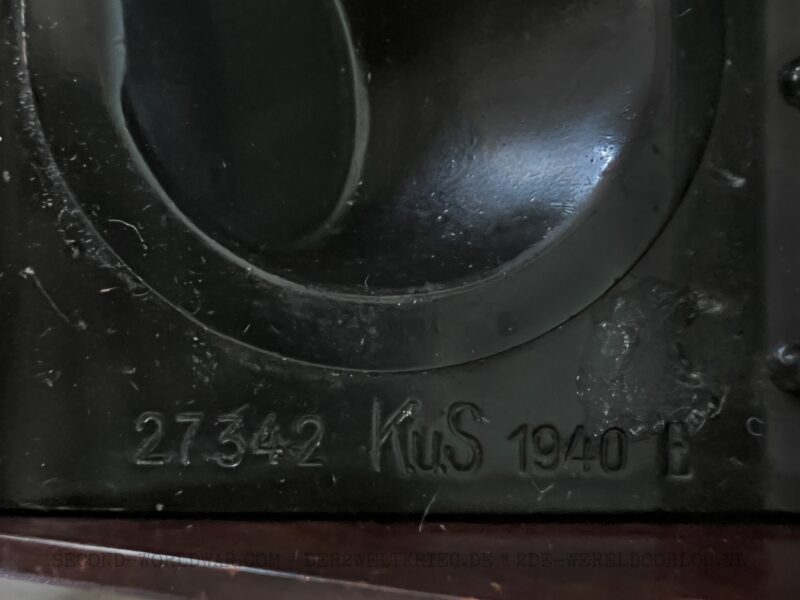 27342 KuS 1940 E
SECOND-WORLDWAR.COM - DER2WELTKRIEG.DE - 2DE-WERELDOORLOG.NL